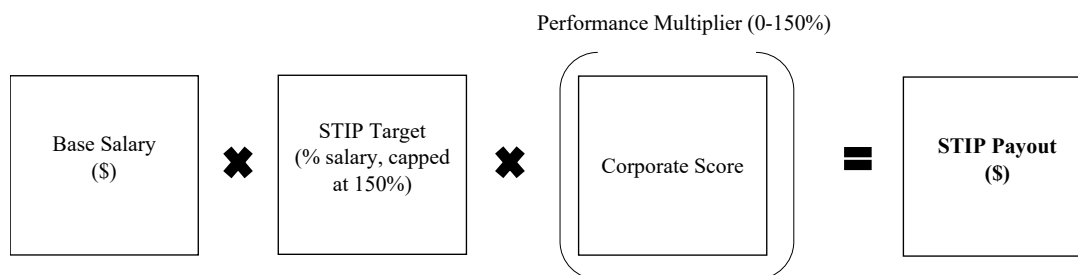 Performance Multiplier (0-150%)
Base Salary
($)
STIP Target
(% salary, capped
at 150%)
Corporate Score
STIP Payout
($)